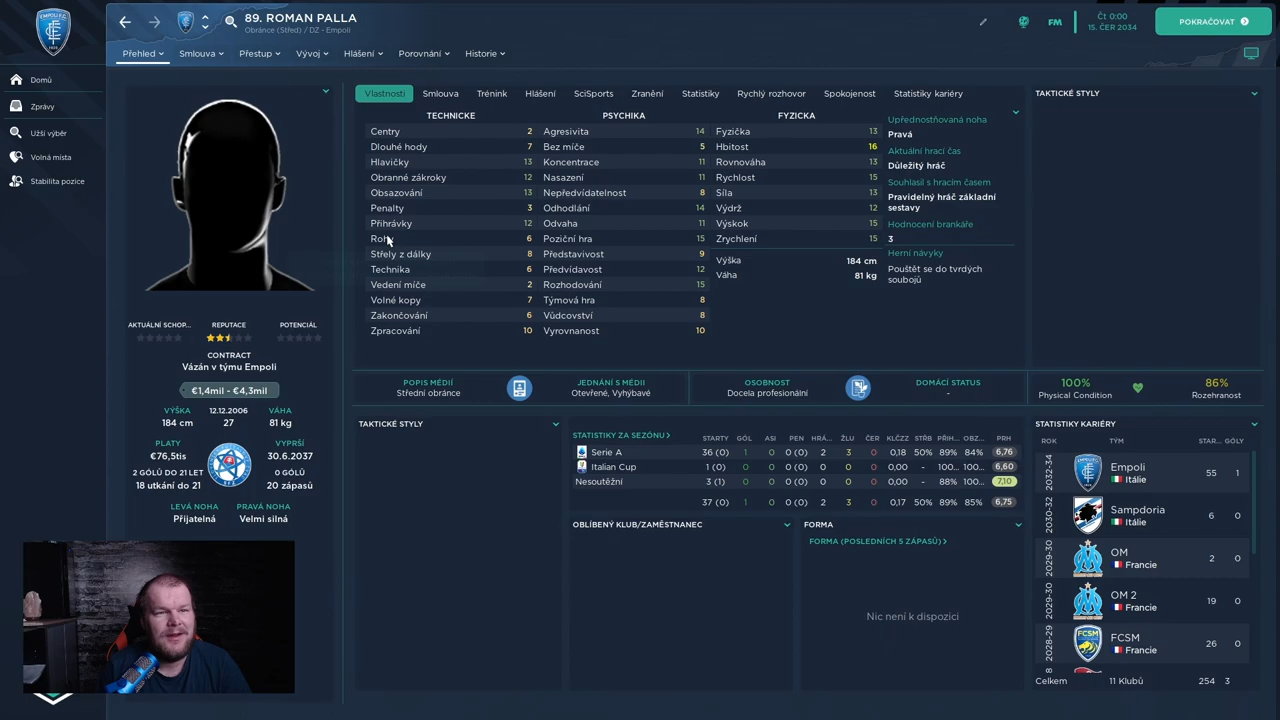 89. ROMAN PALLA
Obránce (Střed) / DZ - Empoli
FM
Čt 0:00
15. ČER 2034
POKRAČOVAT
Přehled
Smlouva
Přestup
Vývoj
Hlášení
Porovnání
Historie
Domů
Zprávy
Užší výběr
Volná místa
Stabilita pozice
AKTUÁLNÍ SCHOP...
REPUTACE
POTENCIÁL
CONTRACT
Vázán v týmu Empoli
€1,4mil - €4,3mil
VÝŠKA
12.12.2006
VÁHA
184 cm
27
81 kg
PLATY
VYPRŠÍ
€76,5tis
30.6.2037
2 GÓLŮ DO 21 LET
0 GÓLŮ
18 utkání do 21
20 zápasů
LEVÁ NOHA
PRAVÁ NOHA
Přijatelná
Velmi silná
Vlastnosti
Smlouva
Trénink
Hlášení
SciSports
Zranění
Statistiky
Rychlý rozhovor
Spokojenost
Statistiky kariéry
TECHNICKÉ
PSYCHIKA
FYZICKÁ
Centry 2 Agresivita 14 Fyzička 13
Dlouhé hody 7 Bez míče 5 Hbitost 16
Hlavičky 13 Koncentrace 11 Rovnováha 13
Obranné zákroky 12 Nasazení 11 Rychlost 15
Obsazování 13 Nepředvídatelnost 8 Síla 13
Penalty 3 Odhodlání 14 Výdrž 12
Přihrávky 12 Odvaha 11 Výskok 15
Rohy 6 Poziční hra 15 Zrychlení 15
Střely z dálky 8 Představivost 9
Technika 6 Předvídavost 12
Vedení míče 2 Rozhodování 15
Volné kopy 7 Týmová hra 8
Zakončování 6 Vůdcovství 8
Zpracování 10 Vyrovnanost 10
Výška 184 cm
Váha 81 kg
Upřednostňovaná noha
Pravá
Aktuální hrací čas
Důležitý hráč
Souhlasil s hracím časem
Pravidelný hráč základní
sestavy
Hodnocení brankáře
3
Herní návyky
Pouštět se do tvrdých
soubojů
TAKTICKÉ STYLY
POPIS MÉDIÍ
Střední obránce
JEDNÁNÍ S MÉDII
Otevřené, Vyhýbavé
OSOBNOST
Docela profesionální
DOMÁCÍ STATUS
-
100%
Physical Condition
86%
Rozehranost
TAKTICKÉ STYLY
STATISTIKY ZA SEZÓNU
STARTY GÓL ASI PEN HRÁ... ŽLU ČER KLČZZ STŘB PŘIH... OBZ... PRH
Serie A 36 (0) 1 0 0 (0) 2 3 0 0,18 50% 89% 84% 6,76
Italian Cup 1 (0) 0 0 0 (0) 0 0 0 0,00 - 100... 100... 6,60
Nesoutěžní 3 (1) 0 0 0 (0) 0 0 0 0,00 - 88% 100... 7,10
37 (0) 1 0 0 (0) 2 3 0 0,17 50% 89% 85% 6,75
OBLÍBENÝ KLUB/ZAMĚSTNANEC
FORMA
FORMA (POSLEDNÍCH 5 ZÁPASŮ)
Nic není k dispozici
STATISTIKY KARIÉRY
ROK TÝM STAR... GÓLY
2032-34 Empoli 55 1
Itálie
2030-32 Sampdoria 6 0
Itálie
2029-30 OM 2 0
Francie
2029-30 OM 2 19 0
Francie
2028-29 FCSM 26 0
Francie
Celkem 11 Klubů 254 3